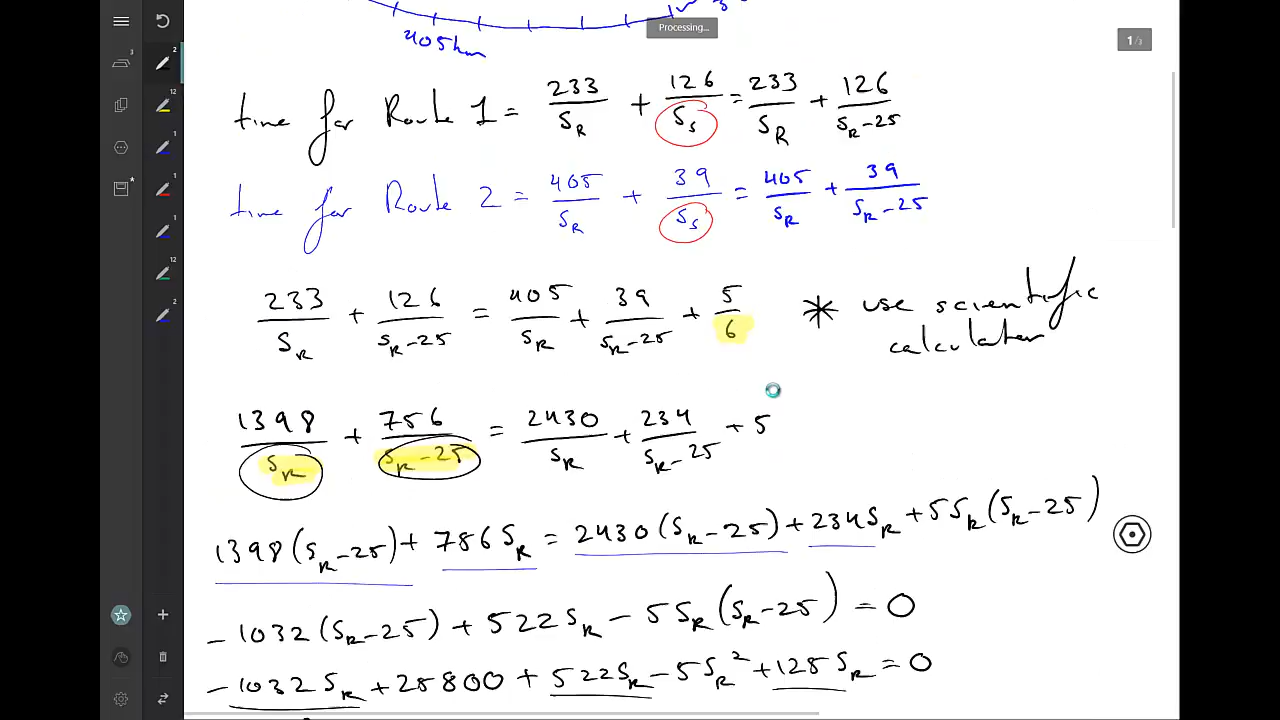 Processing...
1/3
405km
time for Route 1 = 233/S_R + 126/S_s = 233/S_R + 126/S_R-25
time for Route 2 = 405/S_R + 39/S_s = 405/S_R + 39/S_R-25
233/S_R + 126/S_R-25 = 405/S_R + 39/S_R-25 + 5/6 * use scientific
calculator
1398/S_R + 756/S_R-25 = 2430/S_R + 234/S_R-25 + 5
1398(S_R-25) + 786S_R = 2430(S_R-25) + 234S_R + 5S_R(S_R-25)
-1032(S_R-25) + 522S_R - 5S_R(S_R-25) = 0
-1032S_R + 25800 + 522S_R - 5S_R² + 125S_R = 0